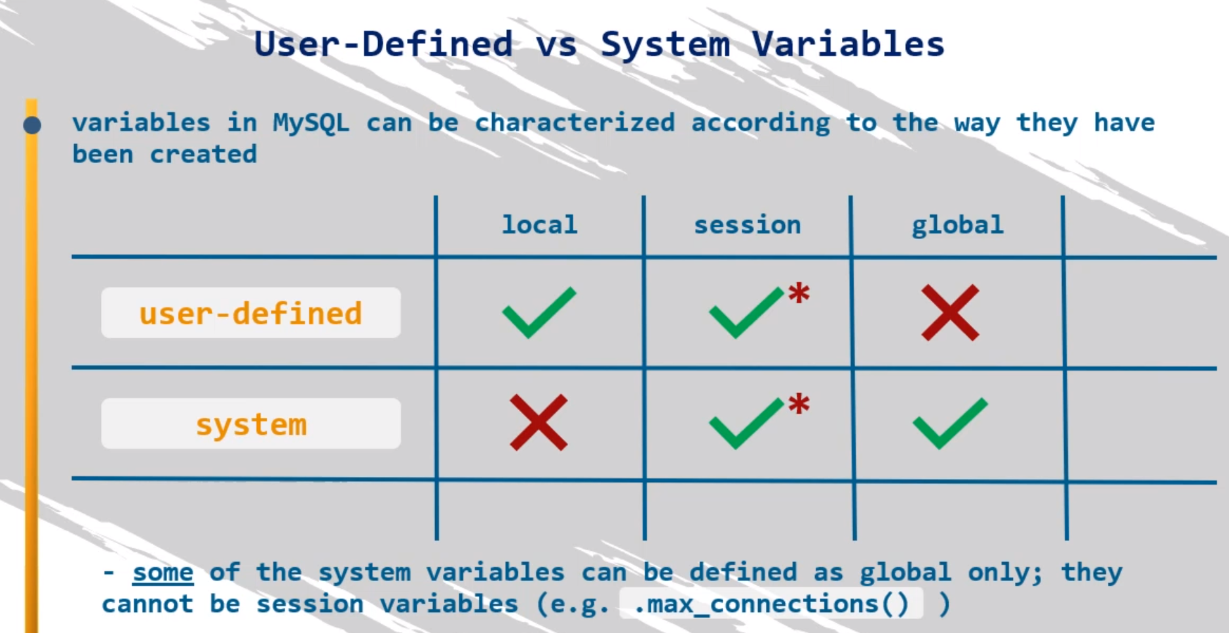 User-Defined vs System Variables
variables in MySQL can be characterized according to the way they have
been created
local session global
user-defined ✓ ✓* ✗
system ✗ ✓* ✓
- some of the system variables can be defined as global only; they
cannot be session variables (e.g. .max_connections() )